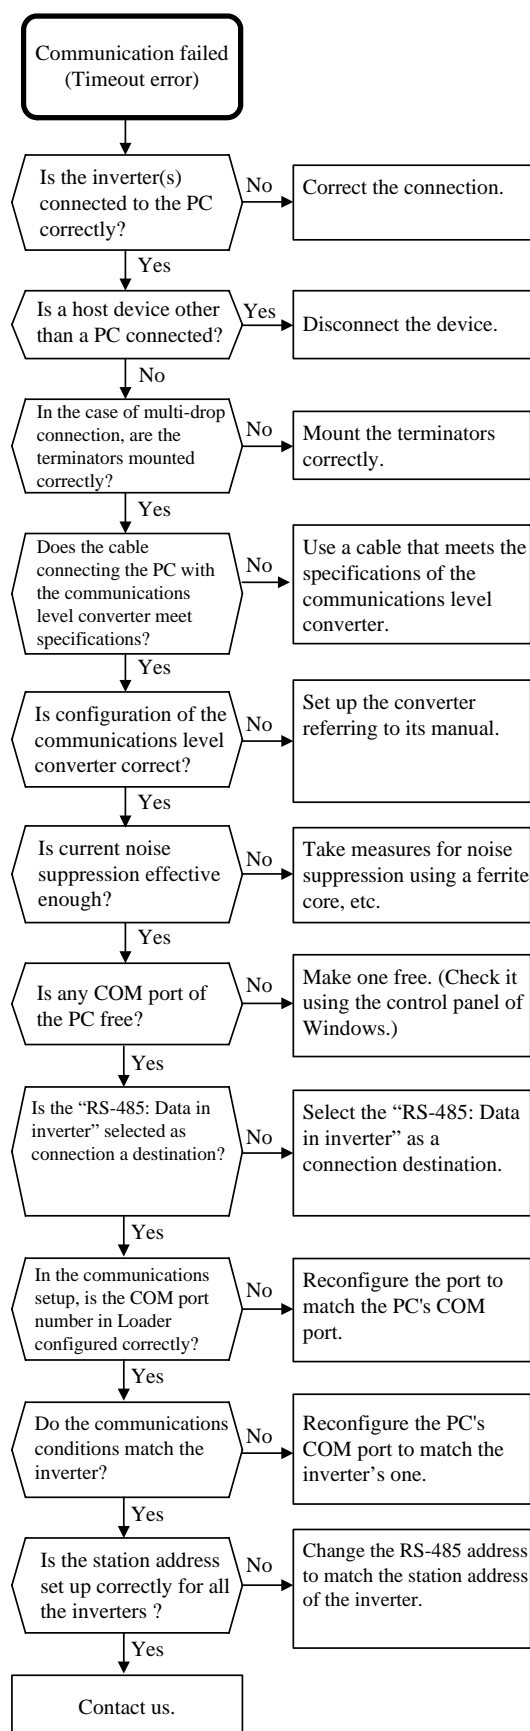 Communication failed
(Timeout error)
Is the inverter(s)
connected to the PC
correctly?
No
Correct the connection.
Yes
Is a host device other
than a PC connected?
Yes
Disconnect the device.
No
In the case of multi-drop
connection, are the
terminators mounted
correctly?
No
Mount the terminators
correctly.
Yes
Does the cable
connecting the PC with
the communications
level converter meet
specifications?
No
Use a cable that meets the
specifications of the
communications level
converter.
Yes
Is configuration of the
communications level
converter correct?
No
Set up the converter
referring to its manual.
Yes
Is current noise
suppression effective
enough?
No
Take measures for noise
suppression using a ferrite
core, etc.
Yes
Is any COM port of
the PC free?
No
Make one free. (Check it
using the control panel of
Windows.)
Yes
Is the “RS-485: Data in
inverter” selected as
connection a destination?
No
Select the “RS-485: Data
in inverter” as a
connection destination.
Yes
In the communications
setup, is the COM port
number in Loader
configured correctly?
No
Reconfigure the port to
match the PC's COM
port.
Yes
Do the communications
conditions match the
inverter?
No
Reconfigure the PC's
COM port to match the
inverter’s one.
Yes
Is the station address
set up correctly for all
the inverters ?
No
Change the RS-485 address
to match the station address
of the inverter.
Yes
Contact us.